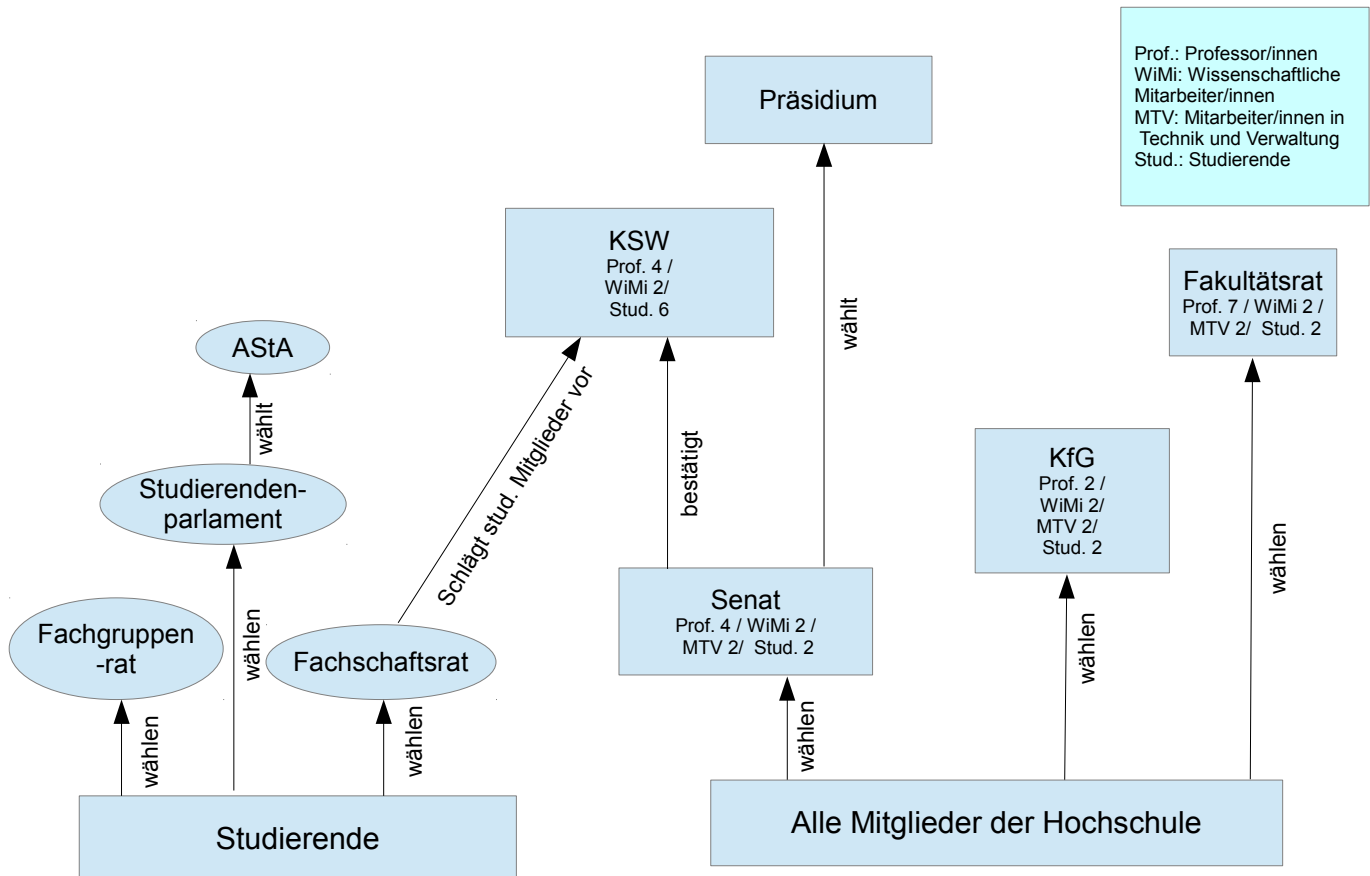 Prof.: Professor/innen
WiMi: Wissenschaftliche
Mitarbeiter/innen
MTV: Mitarbeiter/innen in
Technik und Verwaltung
Stud.: Studierende
Präsidium
KSW
Prof. 4 /
WiMi 2/
Stud. 6
Fakultätsrat
Prof. 7 / WiMi 2 /
MTV 2/ Stud. 2
AStA
wählt
Schlägt stud. Mitglieder vor
bestätigt
wählt
wählen
Studierenden-
parlament
KfG
Prof. 2 /
WiMi 2/
MTV 2/
Stud. 2
Fachgruppen
-rat
wählen
Fachschaftsrat
Senat
Prof. 4 / WiMi 2 /
MTV 2/ Stud. 2
wählen
wählen
wählen
wählen
Studierende
Alle Mitglieder der Hochschule